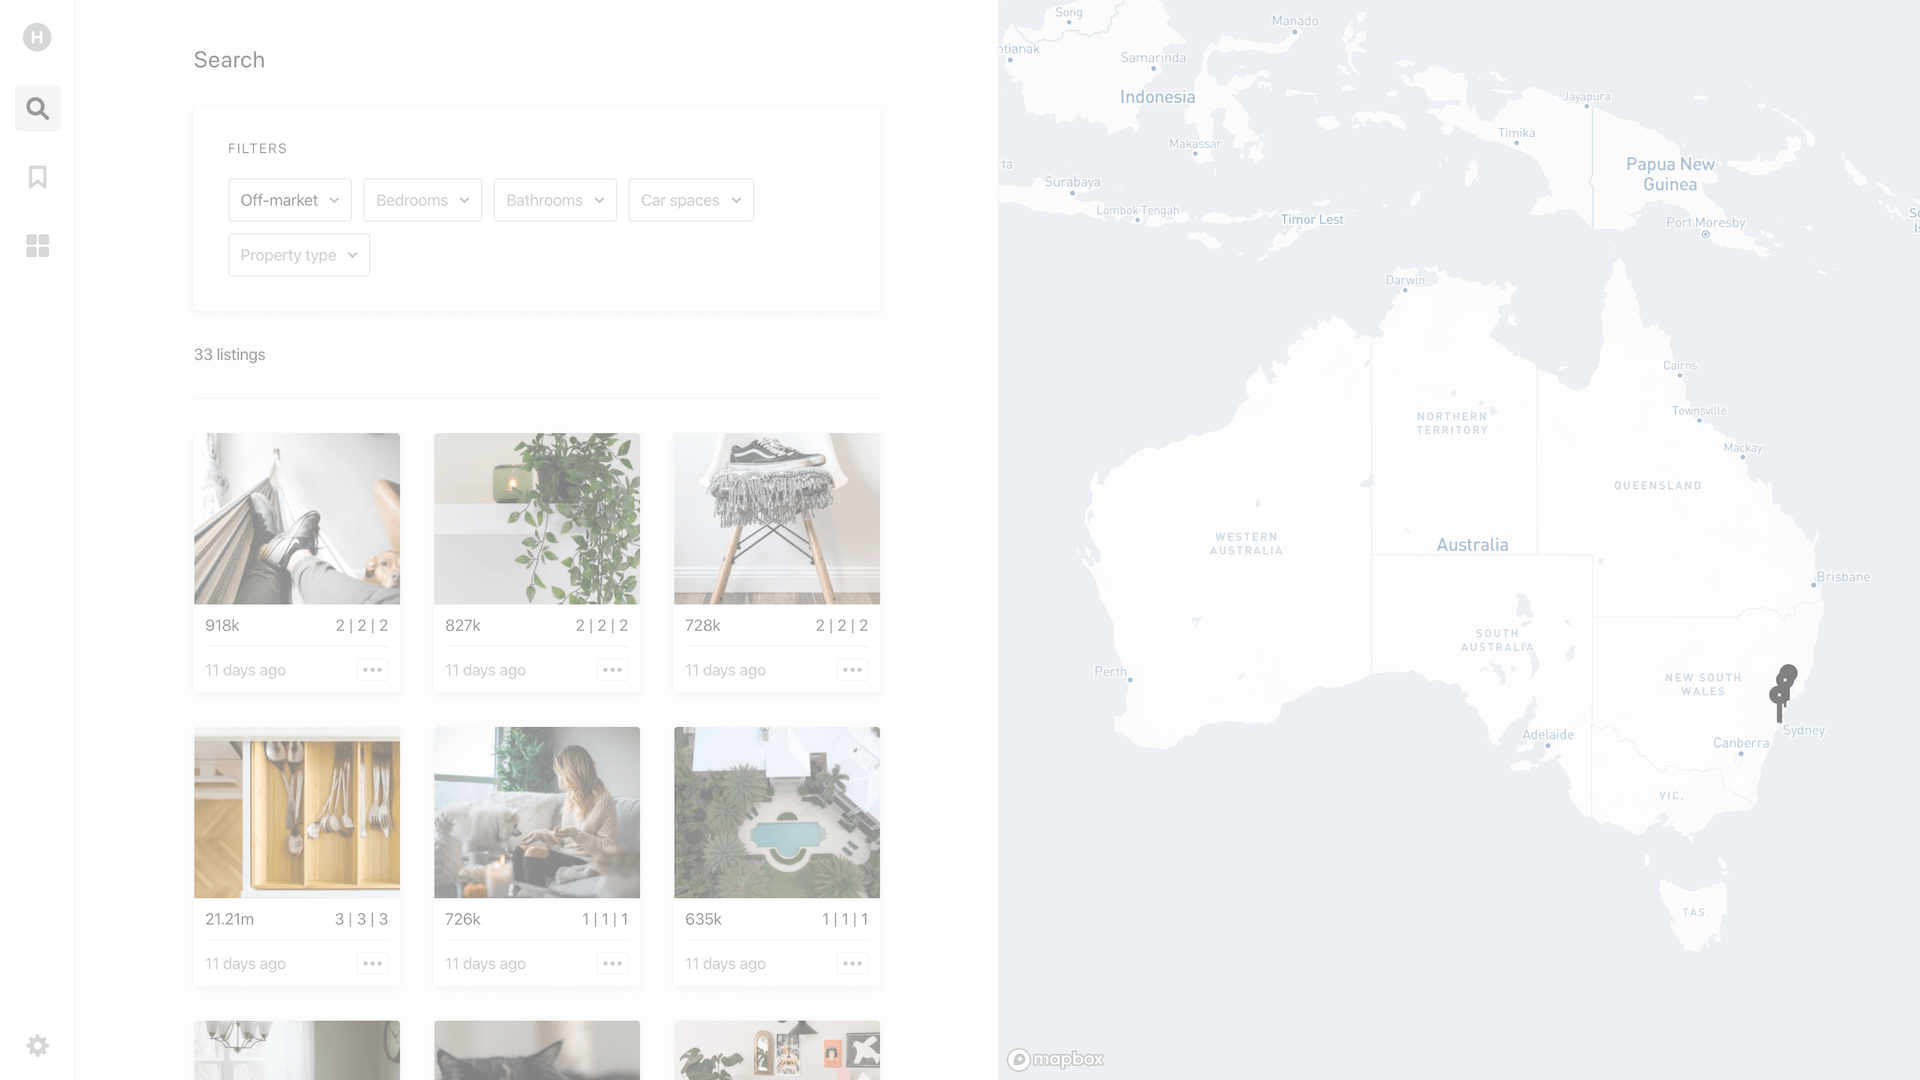 H
Search
FILTERS
Off-market
Bedrooms
Bathrooms
Car spaces
Property type
33 listings
918k
2 | 2 | 2
11 days ago
827k
2 | 2 | 2
11 days ago
728k
2 | 2 | 2
11 days ago
21.21m
3 | 3 | 3
11 days ago
726k
1 | 1 | 1
11 days ago
635k
1 | 1 | 1
11 days ago
Song
Manado
ntianak
Samarinda
Indonesia
Jayapura
Timika
Makassar
Papua New
Guinea
Surabaya
Lombok Tengah
Timor Lest
Port Moresby
Darwin
Cairns
NORTHERN
TERRITORY
Townsville
Mackay
QUEENSLAND
WESTERN
AUSTRALIA
Australia
Brisbane
SOUTH
AUSTRALIA
Perth
NEW SOUTH
WALES
Sydney
Adelaide
Canberra
VIC.
TAS.
mapbox